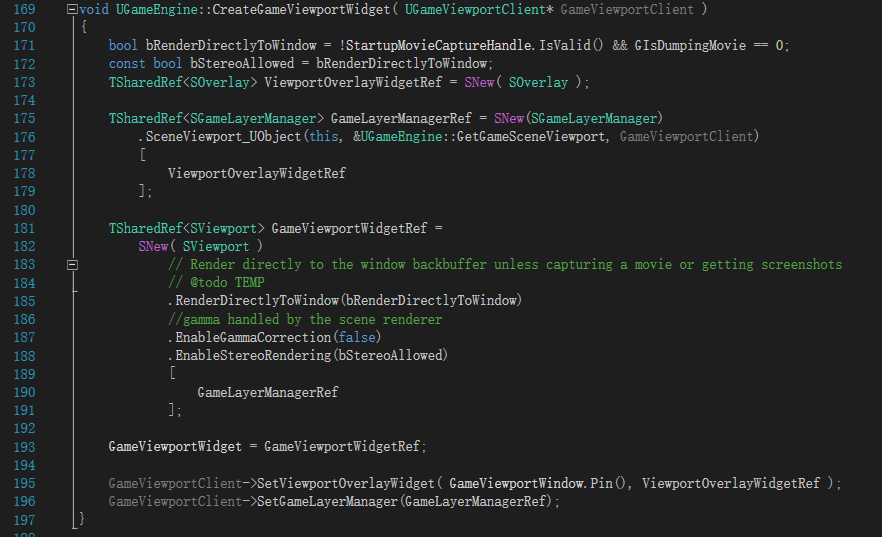 169 void UGameEngine::CreateGameViewportWidget( UGameViewportClient* GameViewportClient )
170 {
171     bool bRenderDirectlyToWindow = !StartupMovieCaptureHandle.IsValid() && GIsDumpingMovie == 0;
172     const bool bStereoAllowed = bRenderDirectlyToWindow;
173     TSharedRef<SOverlay> ViewportOverlayWidgetRef = SNew( SOverlay );
174
175     TSharedRef<SGameLayerManager> GameLayerManagerRef = SNew(SGameLayerManager)
176         .SceneViewport_UObject(this, &UGameEngine::GetGameSceneViewport, GameViewportClient)
177         [
178             ViewportOverlayWidgetRef
179         ];
180
181     TSharedRef<SViewport> GameViewportWidgetRef =
182         SNew( SViewport )
183             // Render directly to the window backbuffer unless capturing a movie or getting screenshots
184             // @todo TEMP
185             .RenderDirectlyToWindow(bRenderDirectlyToWindow)
186             //gamma handled by the scene renderer
187             .EnableGammaCorrection(false)
188             .EnableStereoRendering(bStereoAllowed)
189             [
190                 GameLayerManagerRef
191             ];
192
193     GameViewportWidget = GameViewportWidgetRef;
194
195     GameViewportClient->SetViewportOverlayWidget( GameViewportWindow.Pin(), ViewportOverlayWidgetRef );
196     GameViewportClient->SetGameLayerManager(GameLayerManagerRef);
197 }